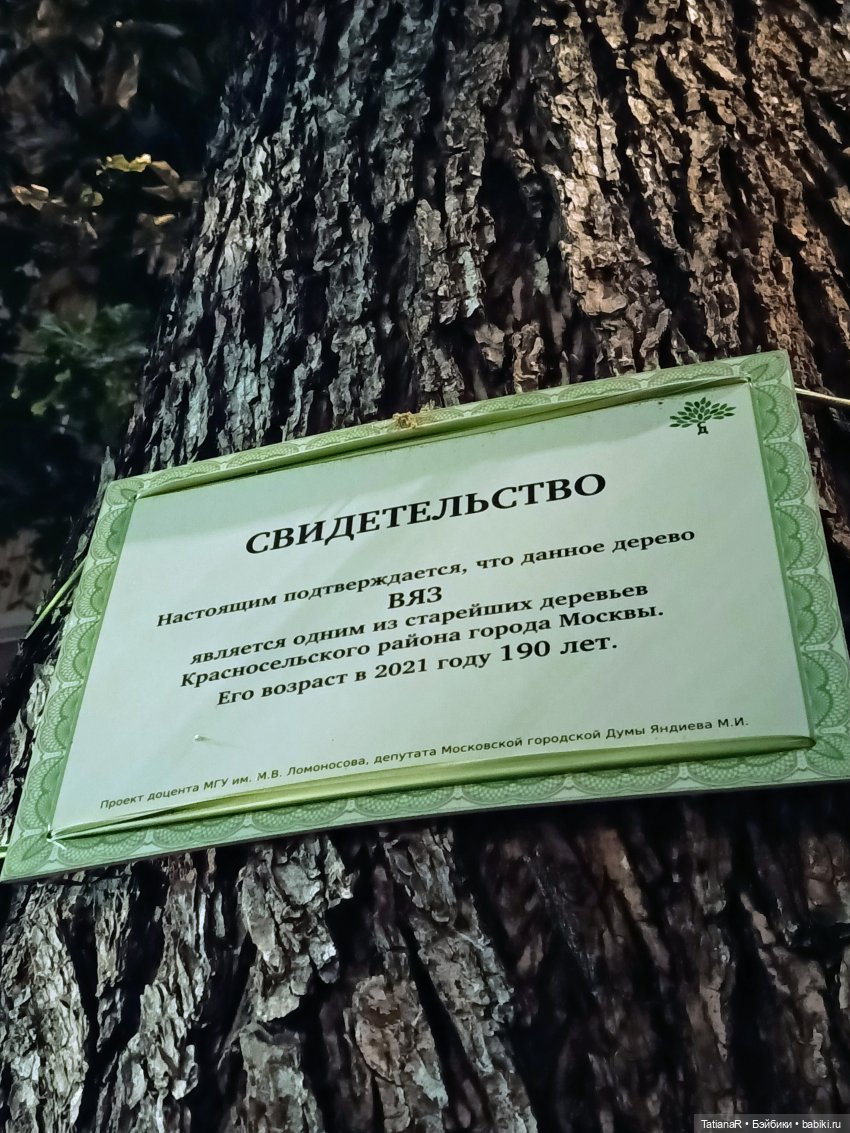 Д
СВИДЕТЕЛЬСТВО
Настоящим подтверждается, что данное дерево
ВЯЗ
является одним из старейших деревьев
Красносельского района города Москвы.
Его возраст в 2021 году 190 лет.
Проект доцента МГУ им. М.В. Ломоносова, депутата Московской городской Думы Яндиева М.И.
TatianaR • Бэйбики • babiki.ru